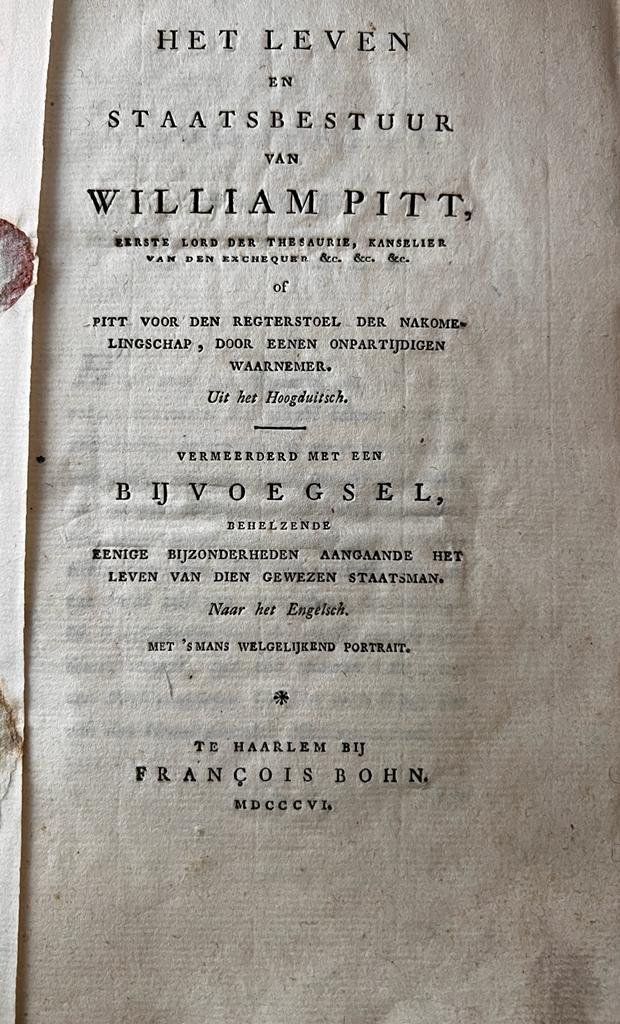 HET LEVEN
EN
STAATSBESTUUR
VAN
WILLIAM PITT,
EERSTE LORD DER THESAURIE, KANSELIER
VAN DEN EXCHEQUER &c. &c. &c.
of
PITT VOOR DEN REGTERSTOEL DER NAKOME-
LINGSCHAP, DOOR EENEN ONPARTIJDIGEN
WAARNEMER.
Uit het Hoogduitsch.
VERMEERDERD MET EEN
BIJVOEGSEL,
BEHELZENDE
EENIGE BIJZONDERHEDEN AANGAANDE HET
LEVEN VAN DIEN GEWEZEN STAATSMAN.
Naar het Engelsch.
MET 'SMANS WELGELIJKEND PORTRAIT.
*
TE HAARLEM BIJ
FRANÇOIS BOHN.
MDCCCVI.